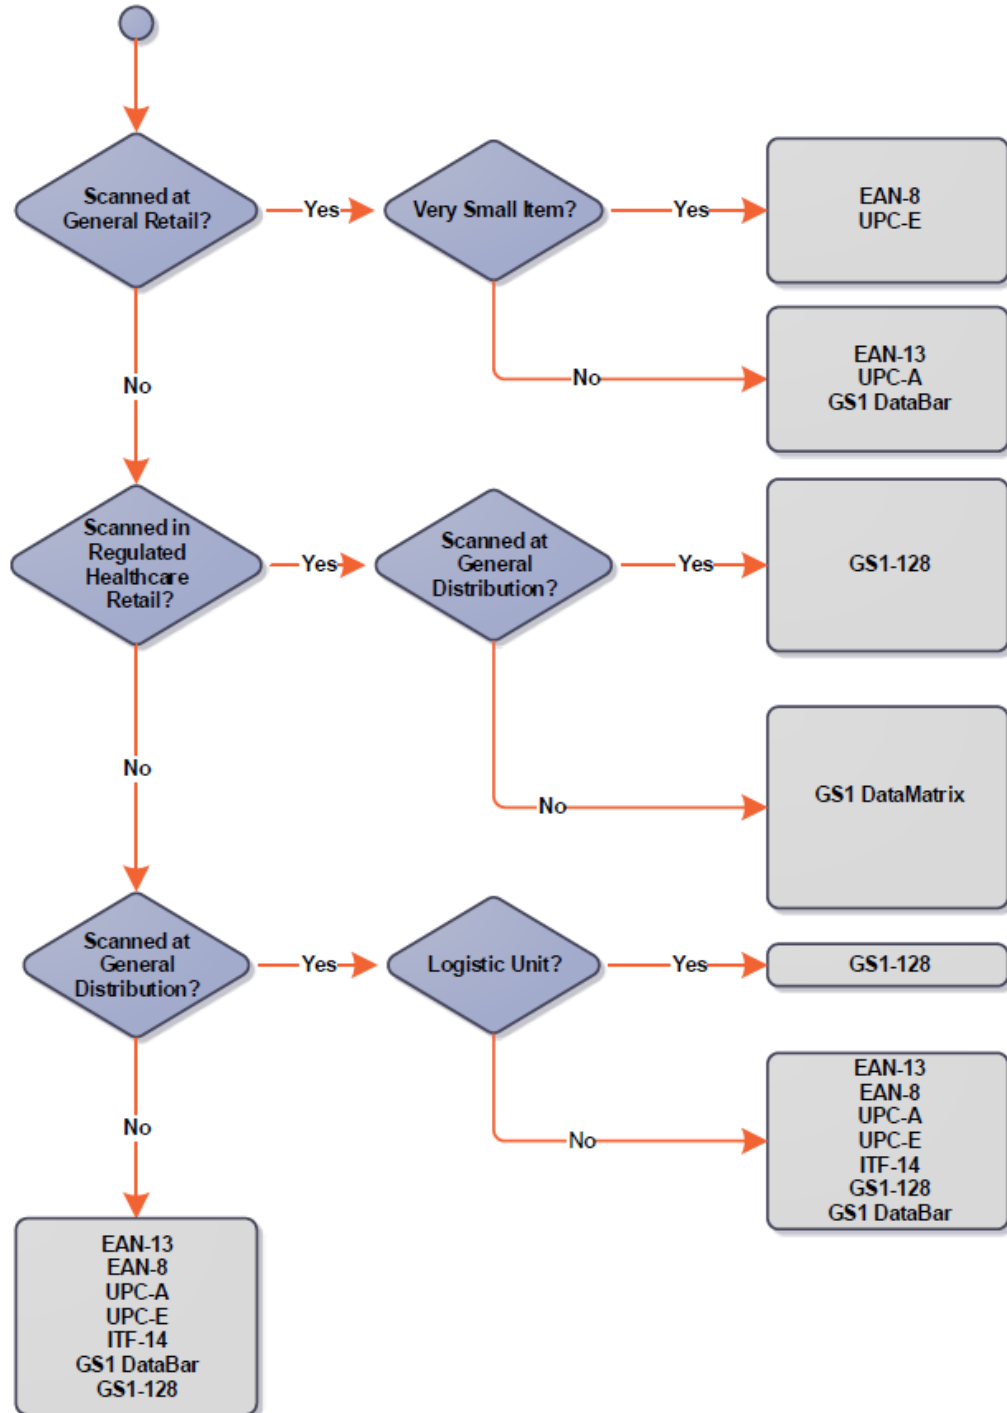 Scanned at
General Retail?
Yes
Very Small Item?
Yes
EAN-8
UPC-E
No
EAN-13
UPC-A
GS1 DataBar
No
Scanned in
Regulated
Healthcare
Retail?
Yes
Scanned at
General
Distribution?
Yes
GS1-128
No
GS1 DataMatrix
No
Scanned at
General
Distribution?
Yes
Logistic Unit?
Yes
GS1-128
No
EAN-13
EAN-8
UPC-A
UPC-E
ITF-14
GS1-128
GS1 DataBar
No
EAN-13
EAN-8
UPC-A
UPC-E
ITF-14
GS1 DataBar
GS1-128